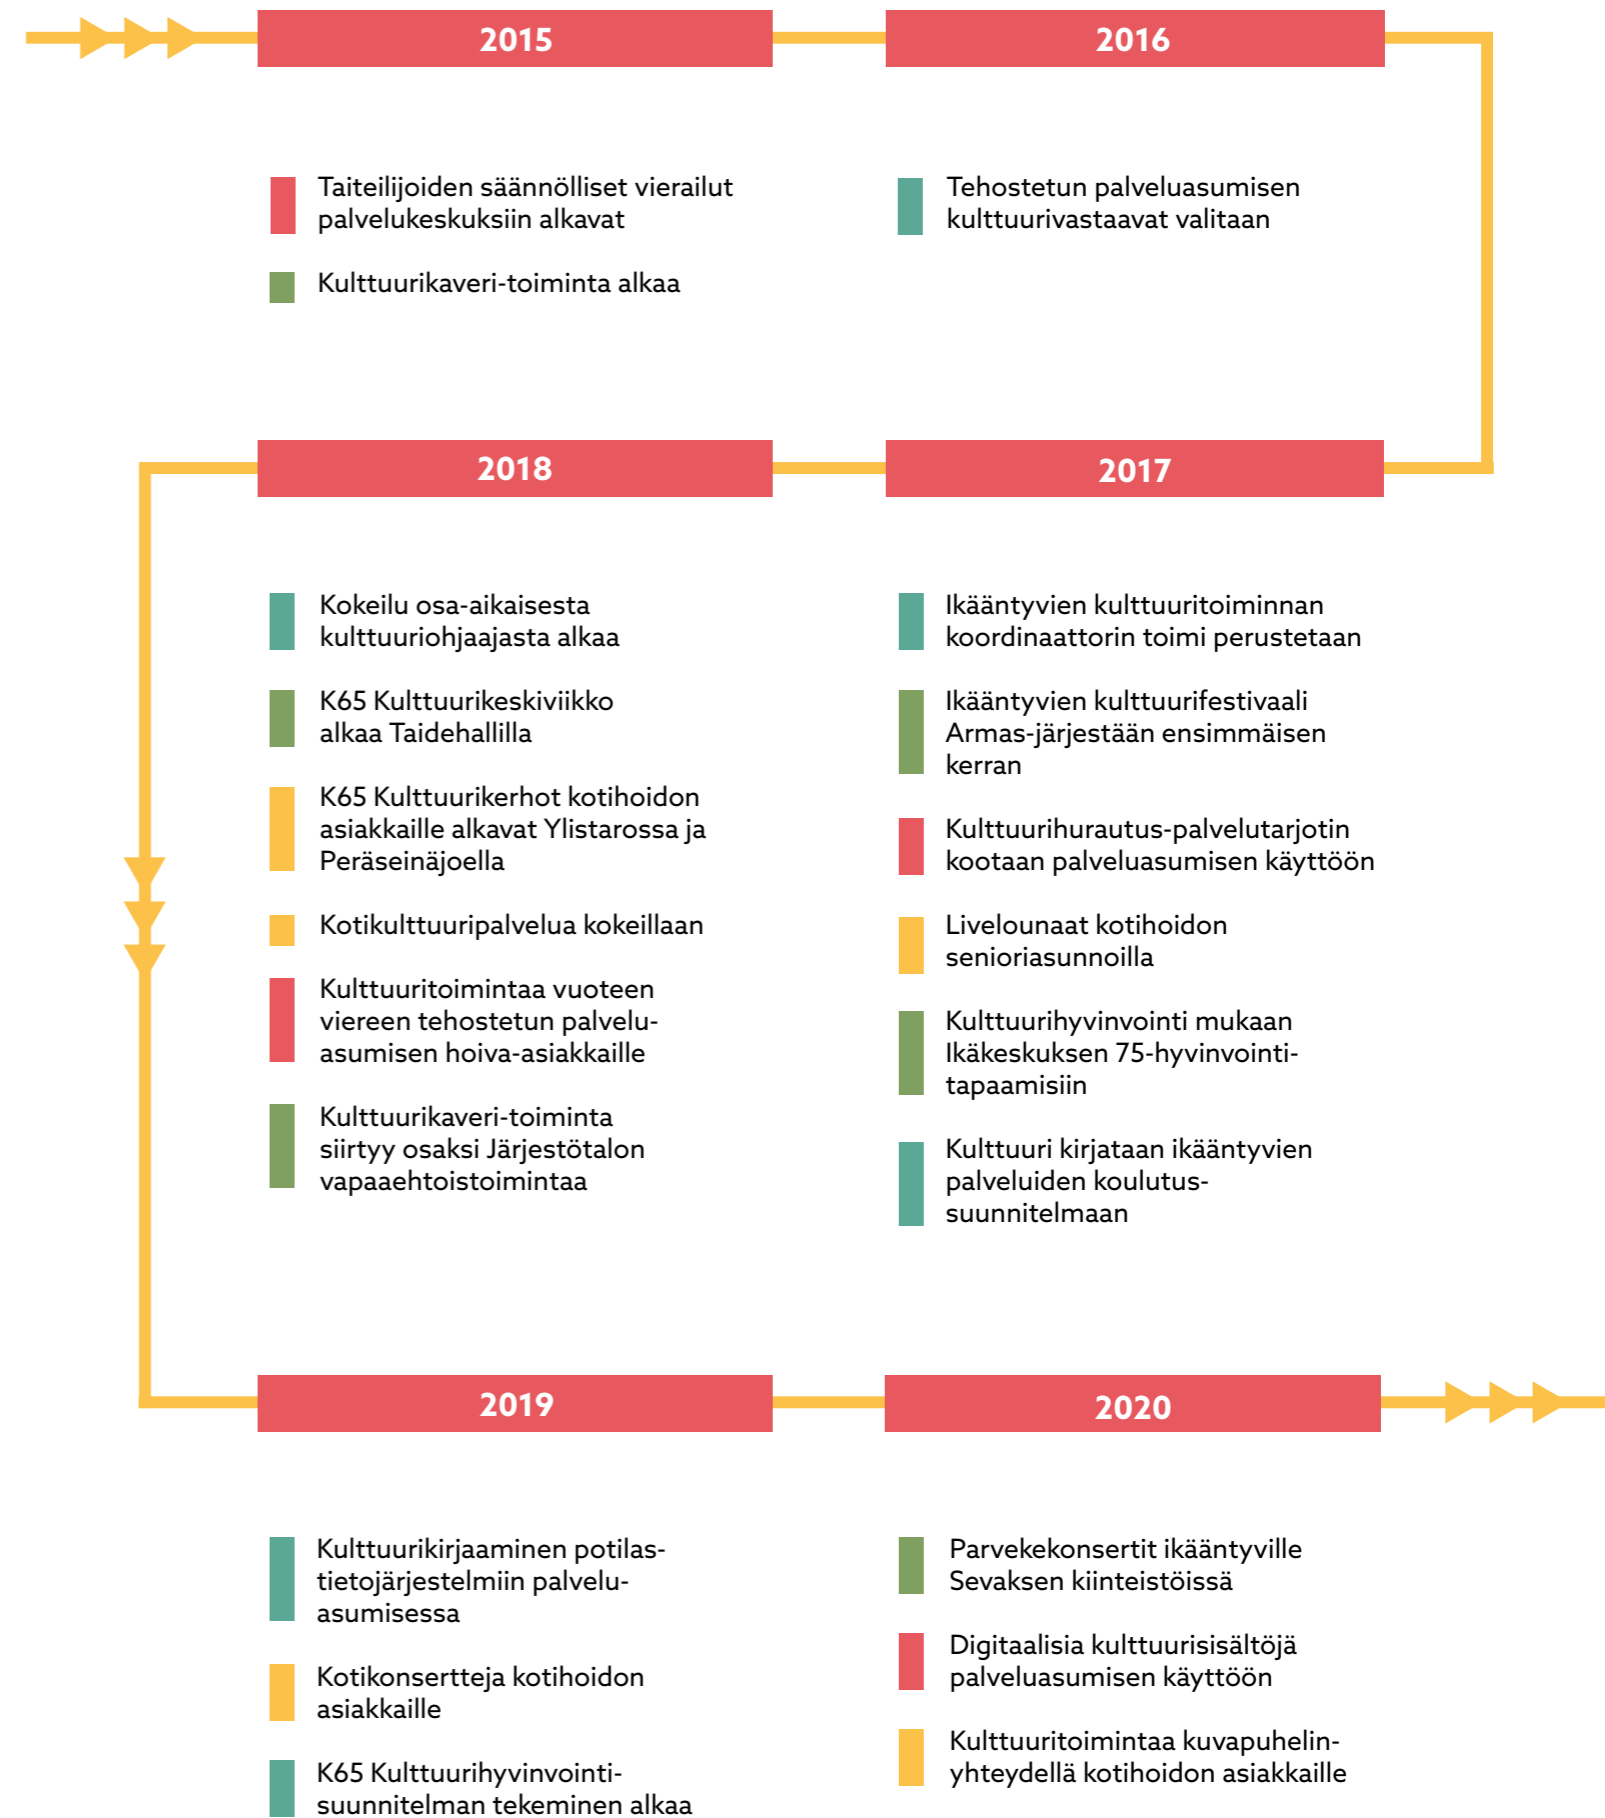 2015
Taiteilijoiden säännölliset vierailut
palvelukeskuksiin alkavat
Kulttuurikaveri-toiminta alkaa
2016
Tehostetun palveluasumisen
kulttuurivastaavat valitaan
2017
Ikääntyvien kulttuuritoiminnan
koordinaattorin toimi perustetaan
Ikääntyvien kulttuurifestivaali
Armas-järjestään ensimmäisen
kerran
Kulttuurihurautus-palvelutarjotin
kootaan palveluasumisen käyttöön
Livelounaat kotihoidon
senioriasunnoilla
Kulttuurihyvinvointi mukaan
Ikäkeskuksen 75-hyvinvointi-
tapaamisiin
Kulttuuri kirjataan ikääntyvien
palveluiden koulutus-
suunnitelmaan
2018
Kokeilu osa-aikaisesta
kulttuuriohjaajasta alkaa
K65 Kulttuurikeskiviikko
alkaa Taidehallilla
K65 Kulttuurikerhot kotihoidon
asiakkaille alkavat Ylistarossa ja
Peräseinäjoella
Kotikulttuuripalvelua kokeillaan
Kulttuuritoimintaa vuoteen
viereen tehostetun palvelu-
asumisen hoiva-asiakkaille
Kulttuurikaveri-toiminta
siirtyy osaksi Järjestötalon
vapaaehtoistoimintaa
2019
Kulttuurikirjaaminen potilas-
tietojärjestelmiin palvelu-
asumisessa
Kotikonsertteja kotihoidon
asiakkaille
K65 Kulttuurihyvinvointi-
suunnitelman tekeminen alkaa
2020
Parvekekonsertit ikääntyville
Sevaksen kiinteistöissä
Digitaalisia kulttuurisisältöjä
palveluasumisen käyttöön
Kulttuuritoimintaa kuvapuhelin-
yhteydellä kotihoidon asiakkaille